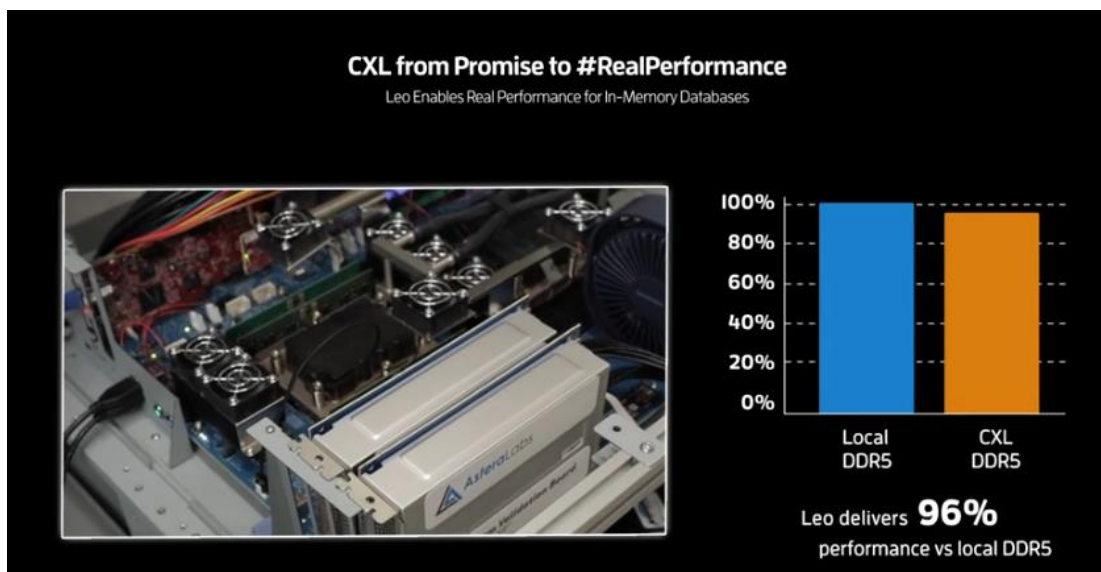 CXL from Promise to #RealPerformance
Leo Enables Real Performance for In-Memory Databases
AsteraLabs
Validation Board
100%
80%
60%
40%
20%
0%
Local
DDR5
CXL
DDR5
Leo delivers 96%
performance vs local DDR5